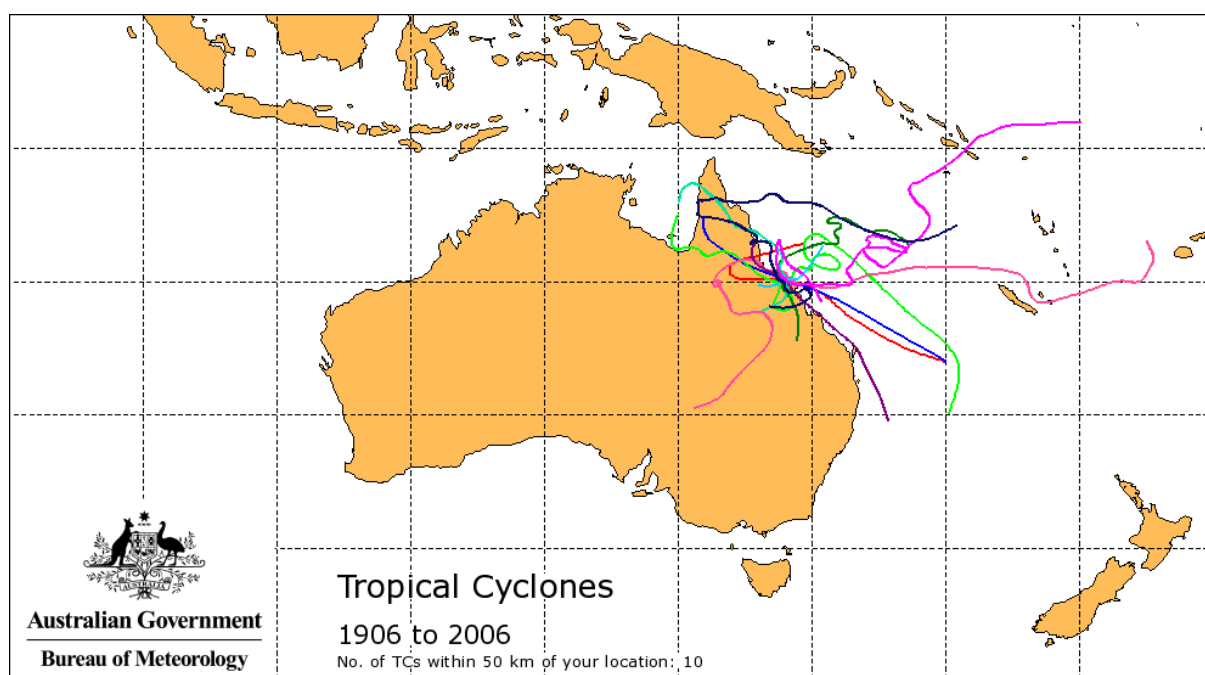 Tropical Cyclones
1906 to 2006
No. of TCs within 50 km of your location: 10
AUSTRALIA
Australian Government
Bureau of Meteorology